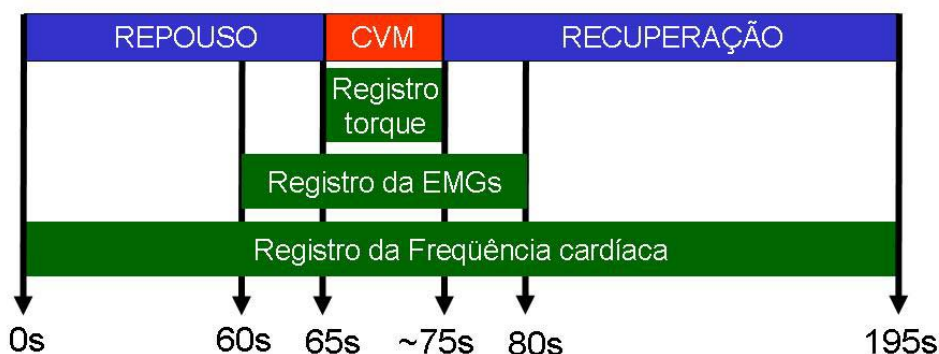 REPOUSO CVM RECUPERAÇÃO
Registro
torque
Registro da EMGs
Registro da Freqüência cardíaca
0s 60s 65s ~75s 80s 195s